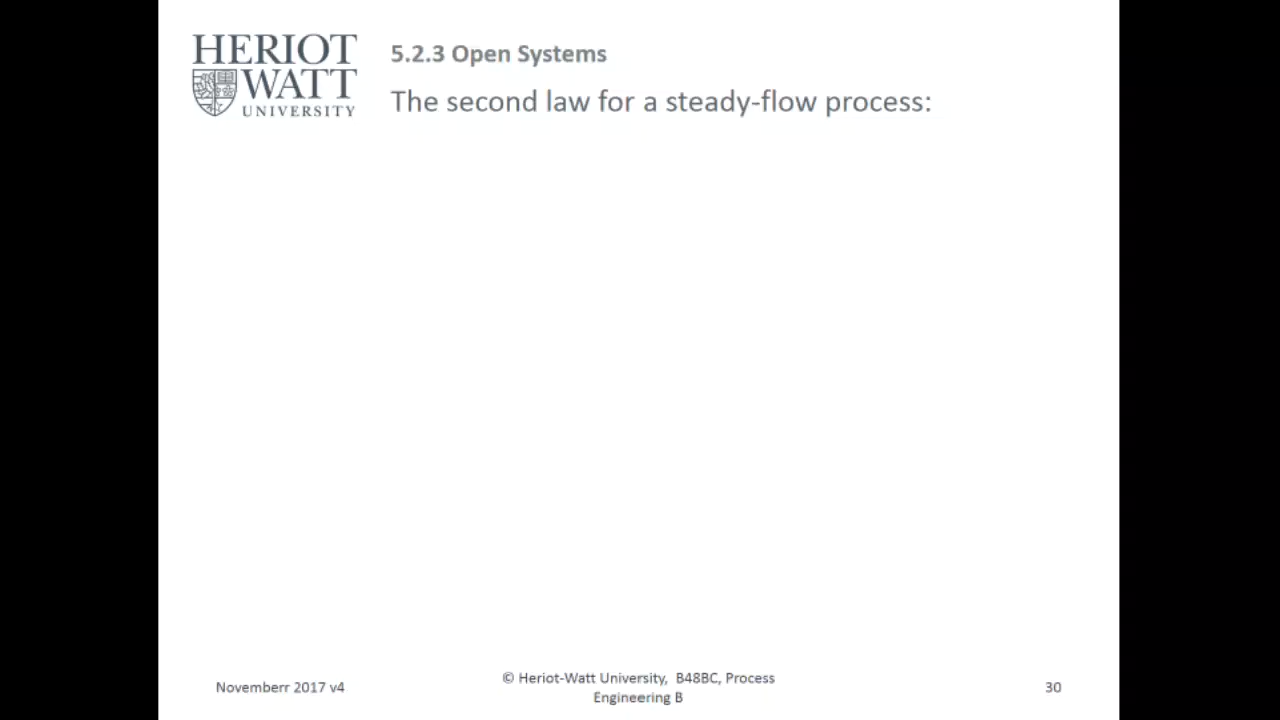 HERIOT
WATT
UNIVERSITY
5.2.3 Open Systems
The second law for a steady-flow process:
Novemberr 2017 v4
© Heriot-Watt University, B48BC, Process
Engineering B
30